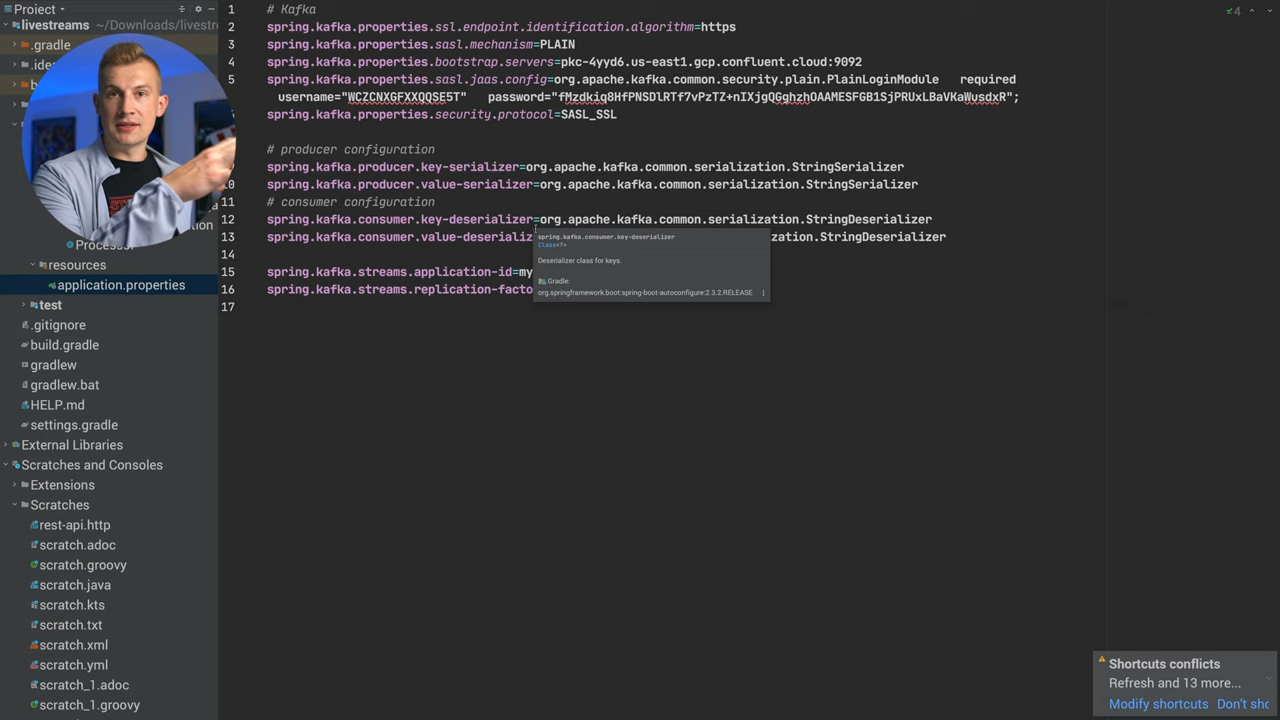 Project
livestreams ~/Downloads/livestre
.gradle
.ide
Processor
resources
application.properties
test
.gitignore
build.gradle
gradlew
gradlew.bat
HELP.md
settings.gradle
External Libraries
Scratches and Consoles
Extensions
Scratches
rest-api.http
scratch.adoc
scratch.groovy
scratch.java
scratch.kts
scratch.txt
scratch.xml
scratch.yml
scratch_1.adoc
scratch_1.groovy
1 # Kafka
2 spring.kafka.properties.ssl.endpoint.identification.algorithm=https
3 spring.kafka.properties.sasl.mechanism=PLAIN
4 spring.kafka.properties.bootstrap.servers=pkc-4yyd6.us-east1.gcp.confluent.cloud:9092
5 spring.kafka.properties.sasl.jaas.config=org.apache.kafka.common.security.plain.PlainLoginModule required
username="WCZCNXGFXXQQSE5T" password="fMzdkiq8HfPNSDlRTf7vPzTZ+nIXjgQGghzhOAAMESFGB1SjPRUxLBaVKaWusdxR";
spring.kafka.properties.security.protocol=SASL_SSL
# producer configuration
spring.kafka.producer.key-serializer=org.apache.kafka.common.serialization.StringSerializer
10 spring.kafka.producer.value-serializer=org.apache.kafka.common.serialization.StringSerializer
11 # consumer configuration
12 spring.kafka.consumer.key-deserializer=org.apache.kafka.common.serialization.StringDeserializer
13 spring.kafka.consumer.value-deserializ zation.StringDeserializer
14
15 spring.kafka.streams.application-id=my
16 spring.kafka.streams.replication-facto
17
spring.kafka.consumer.key-deserializer
Class<?>
Deserializer class for keys.
Gradle:
org.springframework.boot:spring-boot-autoconfigure:2.3.2.RELEASE
4
Shortcuts conflicts
Refresh and 13 more...
Modify shortcuts Don't sho